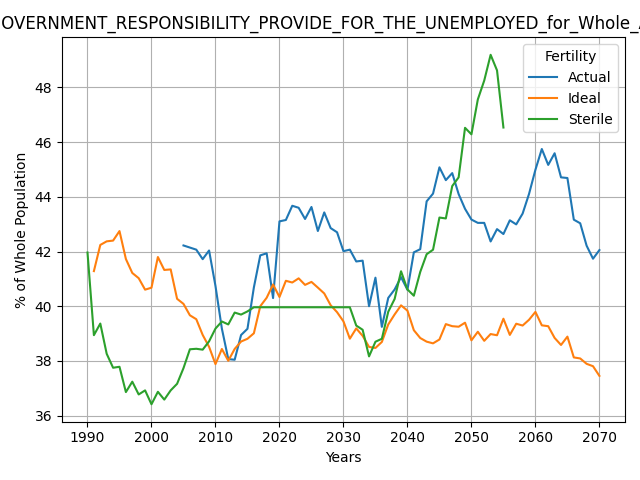 OVERNMENT_RESPONSIBILITY_PROVIDE_FOR_THE_UNEMPLOYED_for_Whole_
Fertility
Actual
Ideal
Sterile
% of Whole Population
48
46
44
42
40
38
36
1990
2000
2010
2020
2030
2040
2050
2060
2070
Years